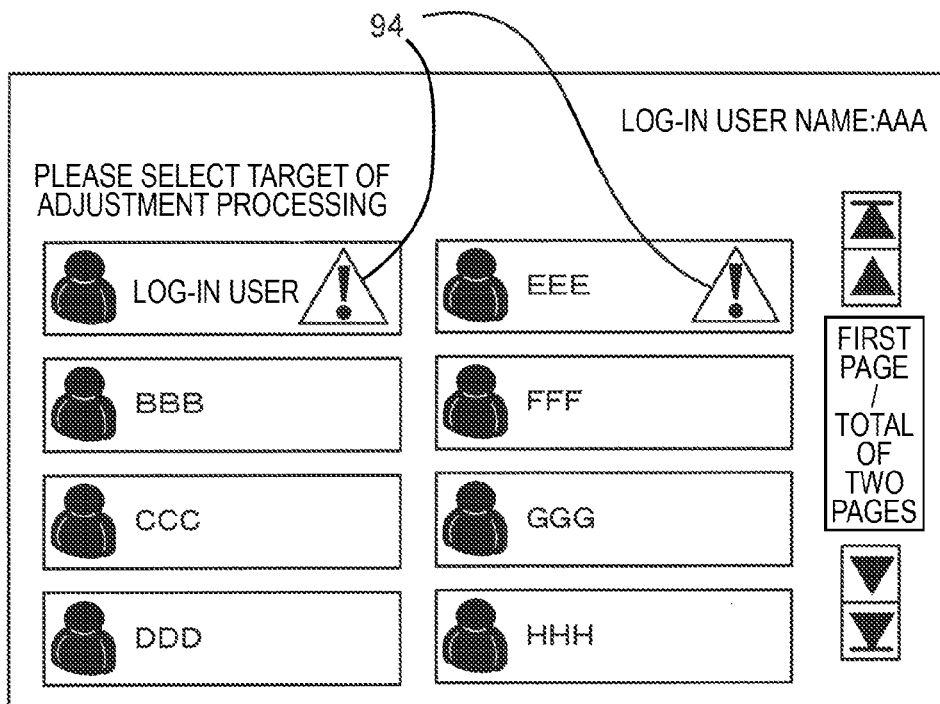 94
LOG-IN USER NAME:AAA
PLEASE SELECT TARGET OF
ADJUSTMENT PROCESSING
LOG-IN USER
EEE
BBB
FFF
CCC
GGG
DDD
HHH
FIRST
PAGE
/
TOTAL
OF
TWO
PAGES